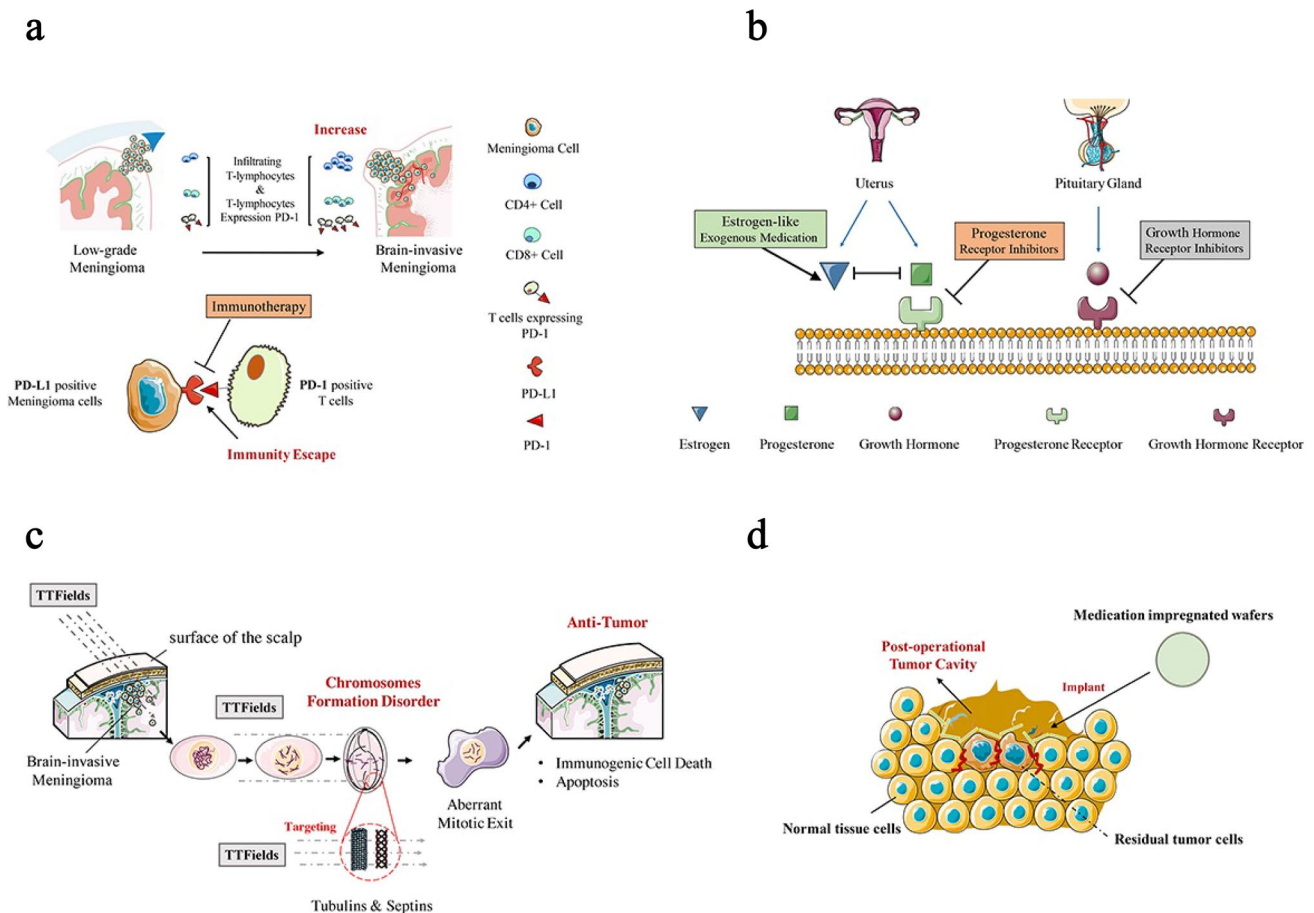 a
Increase
Infiltrating
T-lymphocytes
&
T-lymphocytes
Expression PD-1
Low-grade
Meningioma
Brain-invasive
Meningioma
Immunotherapy
PD-L1 positive
Meningioma cells
PD-1 positive
T cells
Immunity Escape
Meningioma Cell
CD4+ Cell
CD8+ Cell
T cells expressing
PD-1
PD-L1
PD-1
b
Uterus
Pituitary Gland
Estrogen-like
Exogenous Medication
Progesterone
Receptor Inhibitors
Growth Hormone
Receptor Inhibitors
Estrogen
Progesterone
Growth Hormone
Progesterone Receptor
Growth Hormone Receptor
c
TTFields
surface of the scalp
Brain-invasive
Meningioma
TTFields
Chromosomes
Formation Disorder
Targeting
TTFields
Tubulins & Septins
Aberrant
Mitotic Exit
Anti-Tumor
• Immunogenic Cell Death
• Apoptosis
d
Medication impregnated wafers
Post-operational
Tumor Cavity
Implant
Normal tissue cells
Residual tumor cells